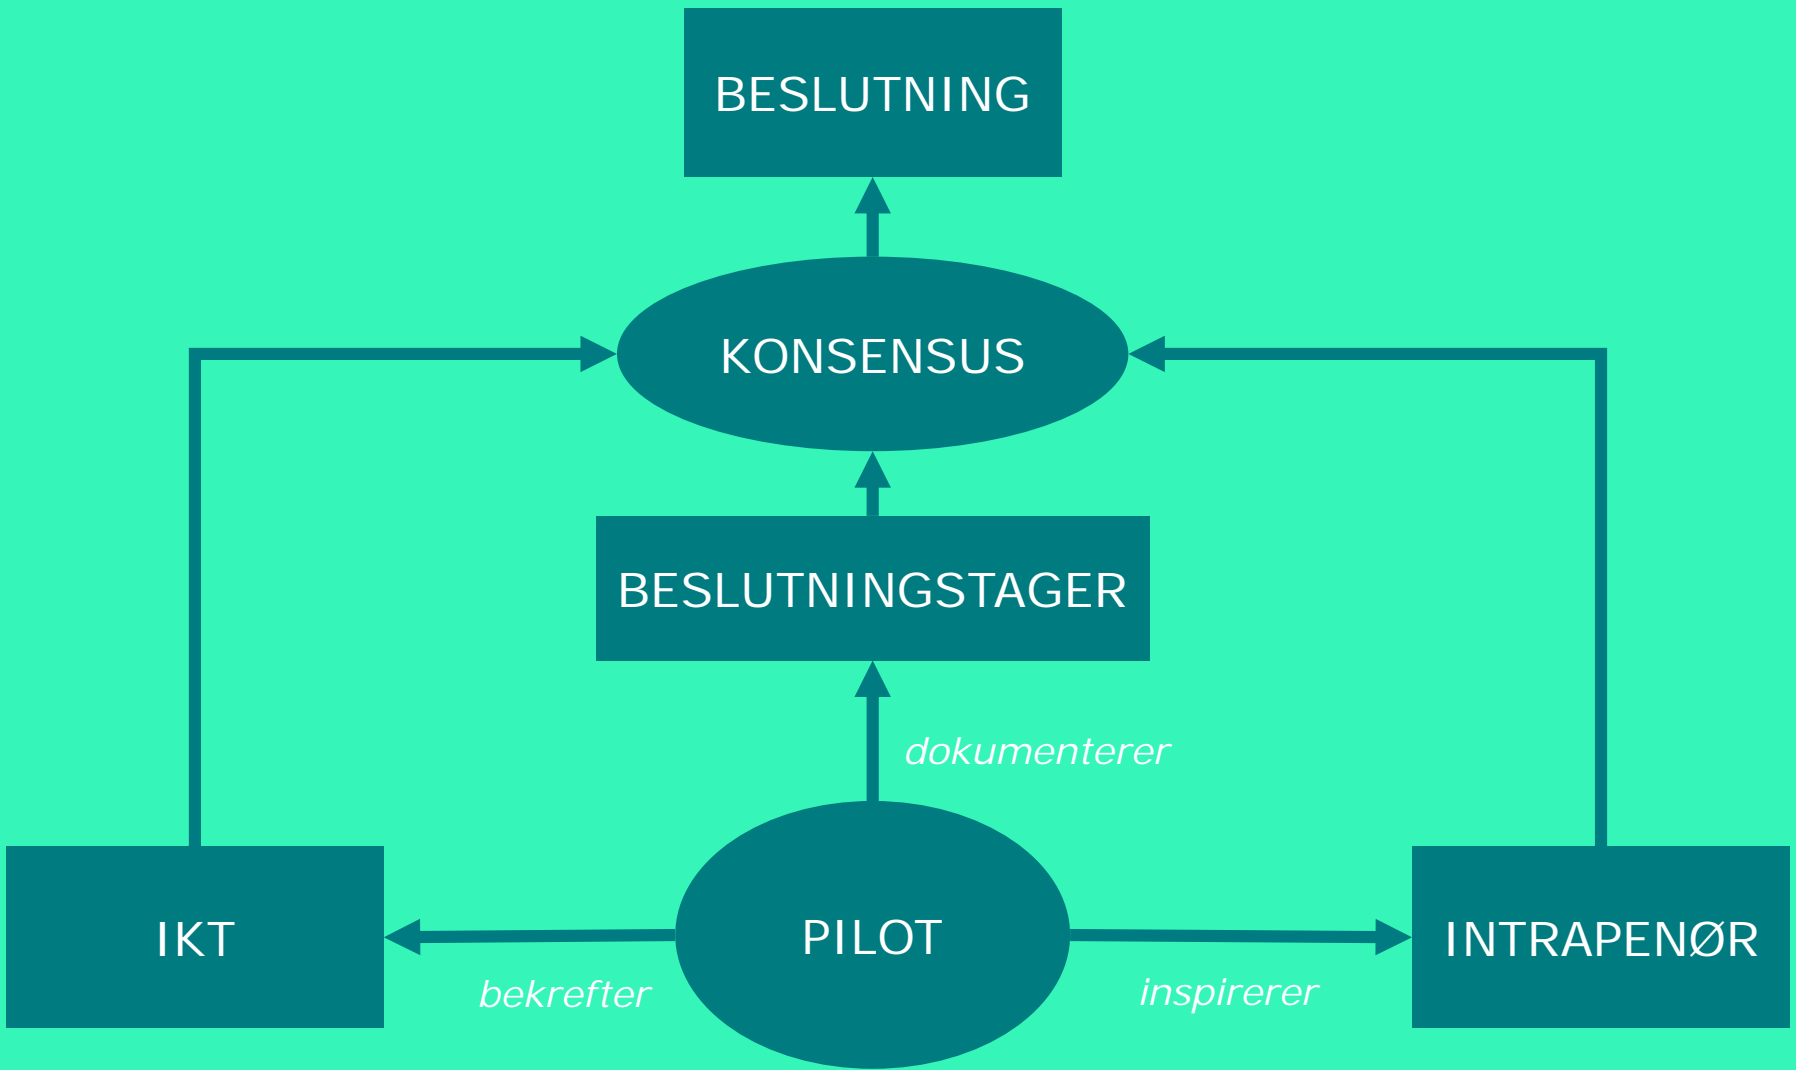 BESLUTNING
KONSENSUS
BESLUTNINGSTAGER
dokumenterer
IKT
PILOT
INTRAPENØR
bekrefter
inspirerer